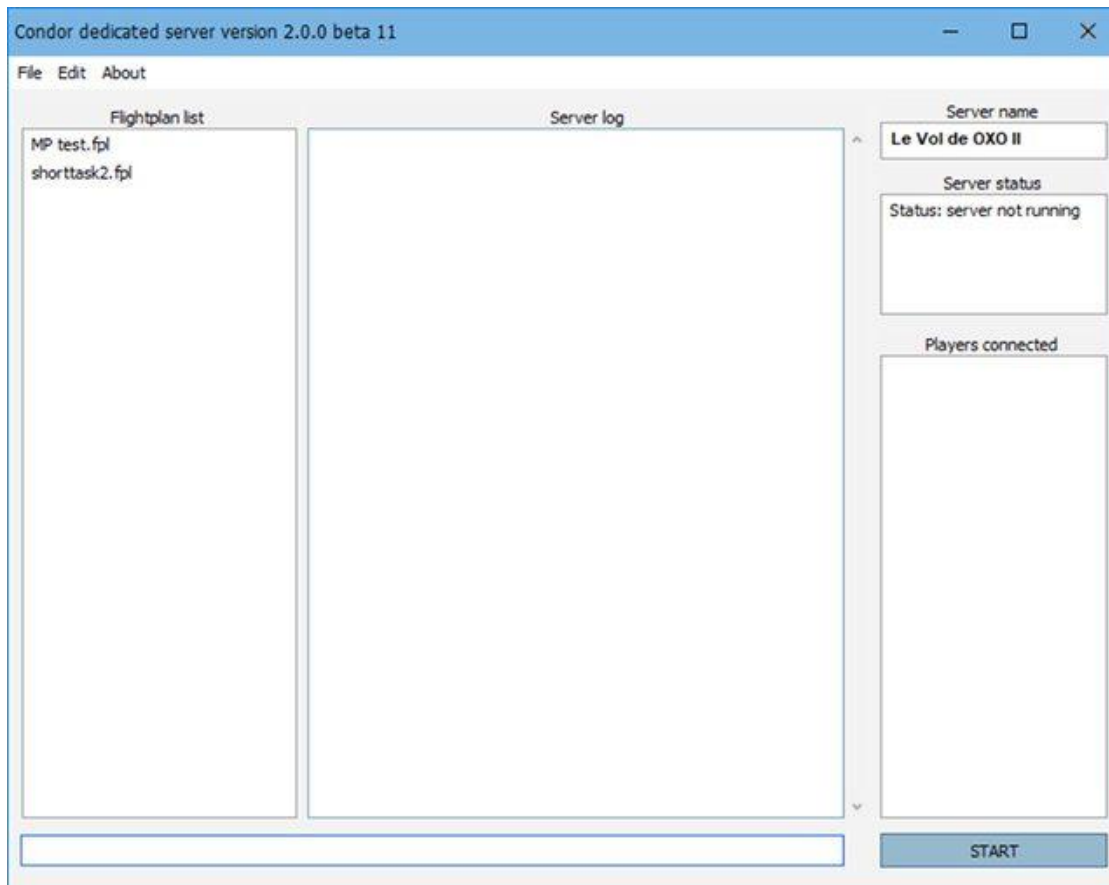 Condor dedicated server version 2.0.0 beta 11
File Edit About
Flightplan list
MP test.fpl
shorttask2.fpl
Server log
Server name
Le Vol de OXO II
Server status
Status: server not running
Players connected
START